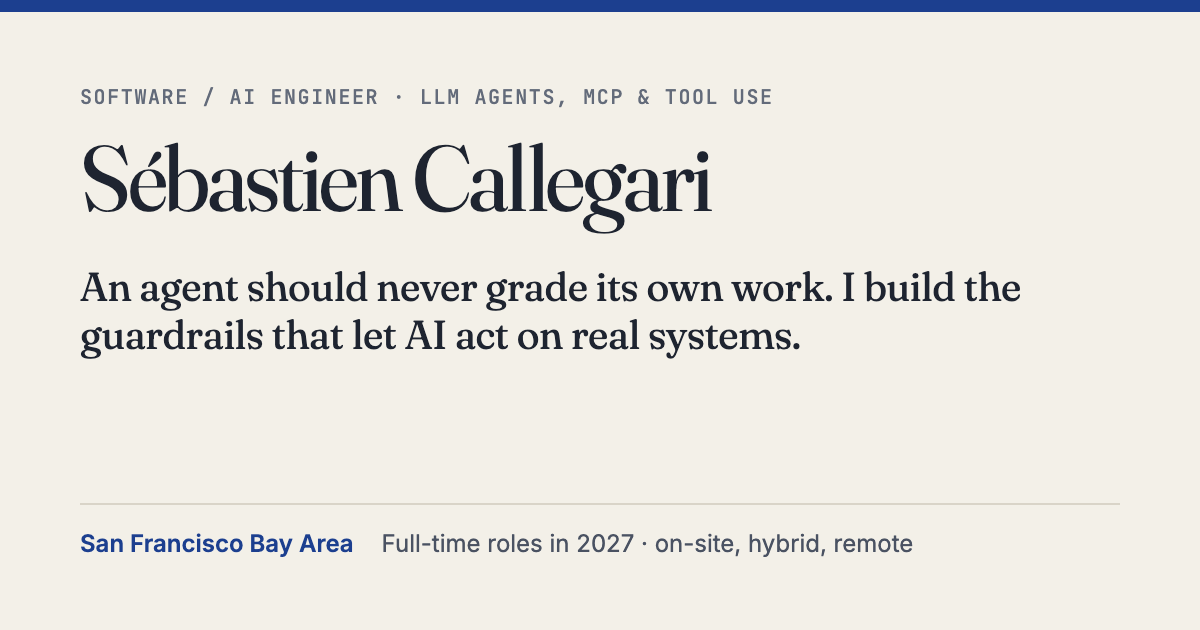 SOFTWARE / AI ENGINEER · LLM AGENTS, MCP & TOOL USE
Sébastien Callegari
An agent should never grade its own work. I build the
guardrails that let AI act on real systems.
San Francisco Bay Area Full-time roles in 2027 · on-site, hybrid, remote